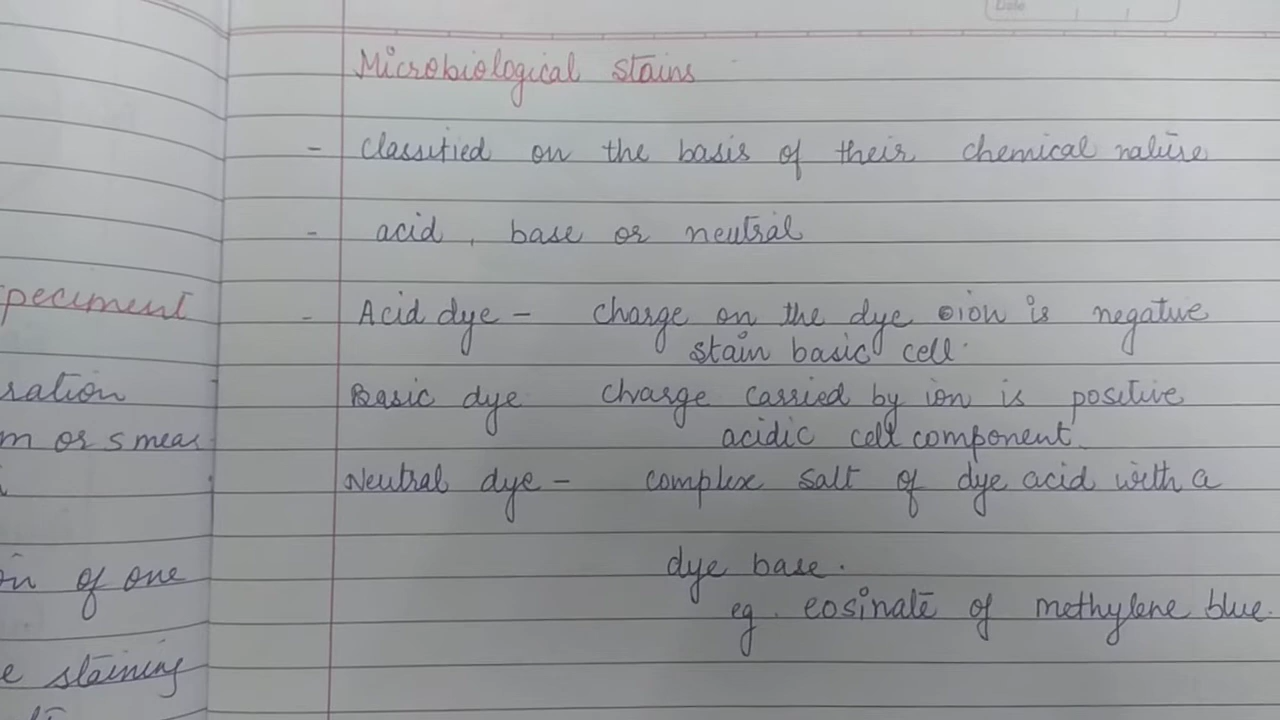 Date
Microbiological stains
- classified on the basis of their chemical nature
- acid, base or neutral
- Acid dye - charge on the dye ion is negative
stain basic cell.
Basic dye charge carried by ion is positive
acidic cell component.
Neutral dye - complex salt of dye acid with a
dye base.
eg. eosinate of methylene blue.
peciment
ration
m or smear
on of one
e staining